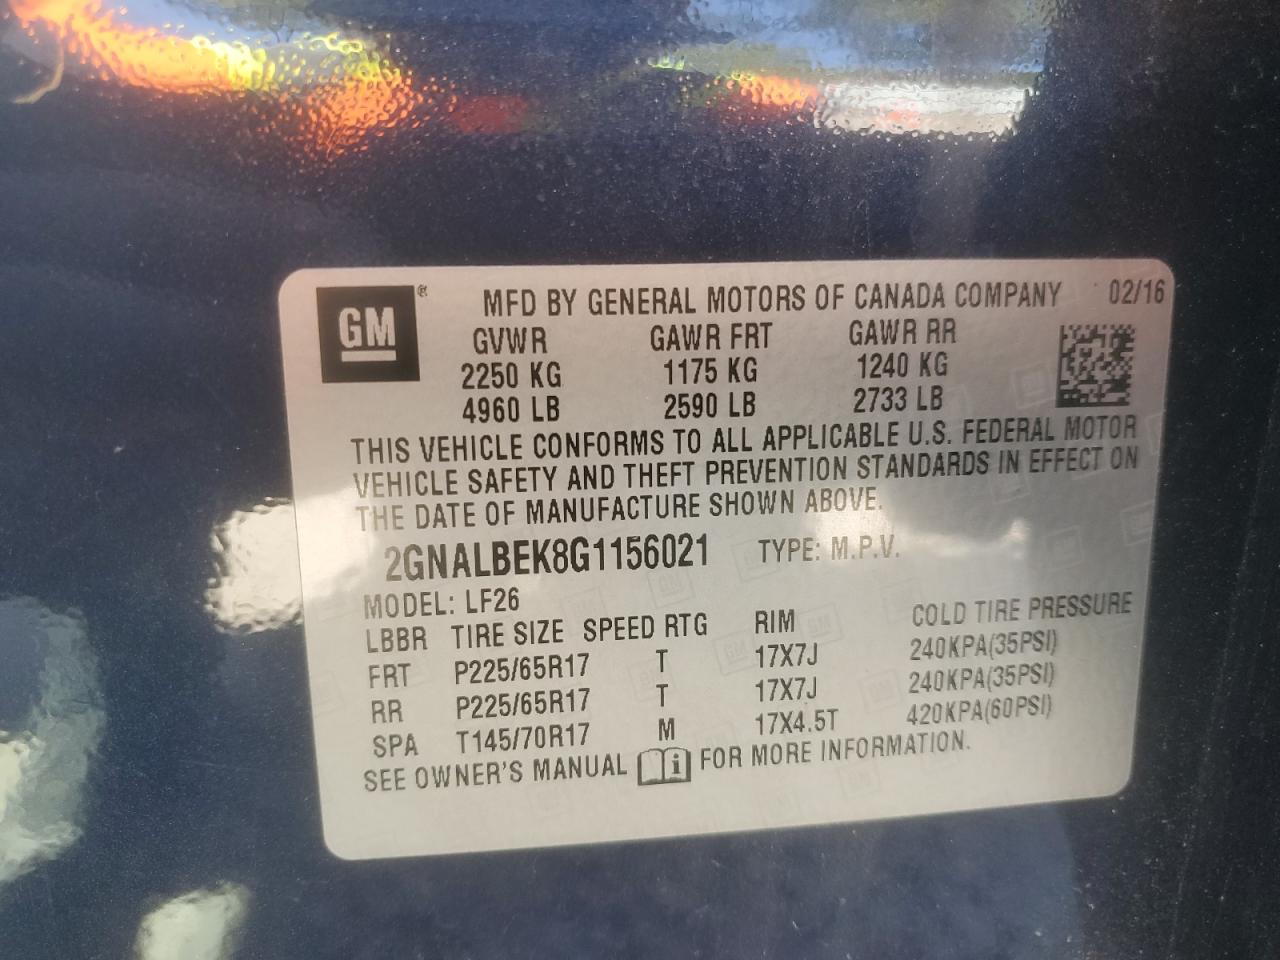 GM®
MFD BY GENERAL MOTORS OF CANADA COMPANY 02/16
GVWR GAWR FRT GAWR RR
2250 KG 1175 KG 1240 KG
4960 LB 2590 LB 2733 LB
THIS VEHICLE CONFORMS TO ALL APPLICABLE U.S. FEDERAL MOTOR
VEHICLE SAFETY AND THEFT PREVENTION STANDARDS IN EFFECT ON
THE DATE OF MANUFACTURE SHOWN ABOVE.
2GNALBEK8G1156021 TYPE: M.P.V.
MODEL: LF26
LBBR TIRE SIZE SPEED RTG RIM COLD TIRE PRESSURE
FRT P225/65R17 T 17X7J 240KPA(35PSI)
RR P225/65R17 T 17X7J 240KPA(35PSI)
SPA T145/70R17 M 17X4.5T 420KPA(60PSI)
SEE OWNER'S MANUAL i FOR MORE INFORMATION.